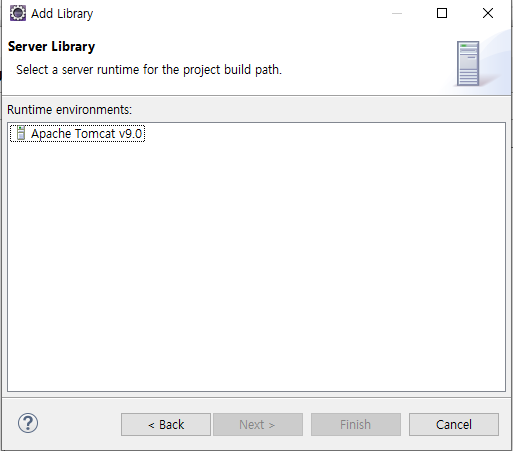 Add Library
Server Library
Select a server runtime for the project build path.
Runtime environments:
Apache Tomcat v9.0
?
< Back
Next >
Finish
Cancel